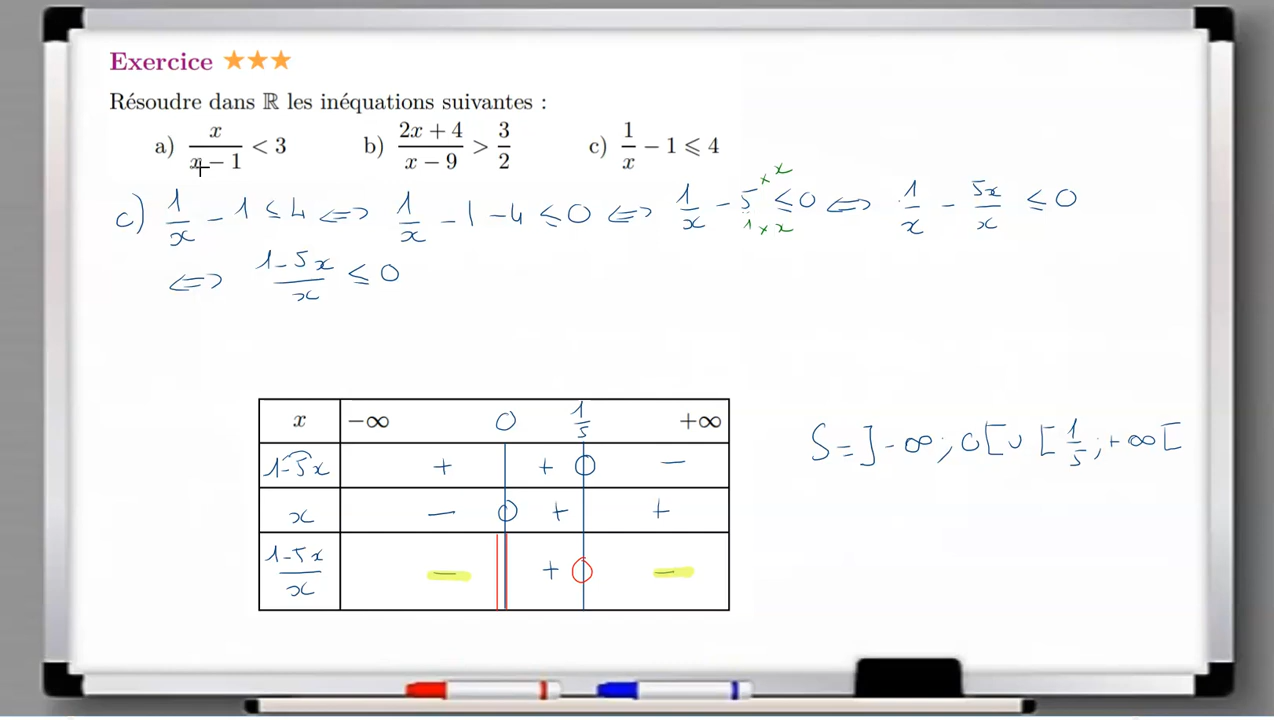 Exercice ★★★
Résoudre dans ℝ les inéquations suivantes :
a) x/(x − 1) < 3 b) (2x + 4)/(x − 9) > 3/2 c) 1/x − 1 ⩽ 4
c) 1/x − 1 ≤ 4 ⟺ 1/x − 1 − 4 ≤ 0 ⟺ 1/x − 5 × x / 1 × x ≤ 0 ⟺ 1/x − 5x/x ≤ 0
⟺ (1 − 5x)/x ≤ 0
x −∞ 0 1/5 +∞
1−5x + + 0 −
x − 0 + +
(1−5x)/x − || + 0 −
S = ]−∞; 0[ ∪ [1/5; +∞[